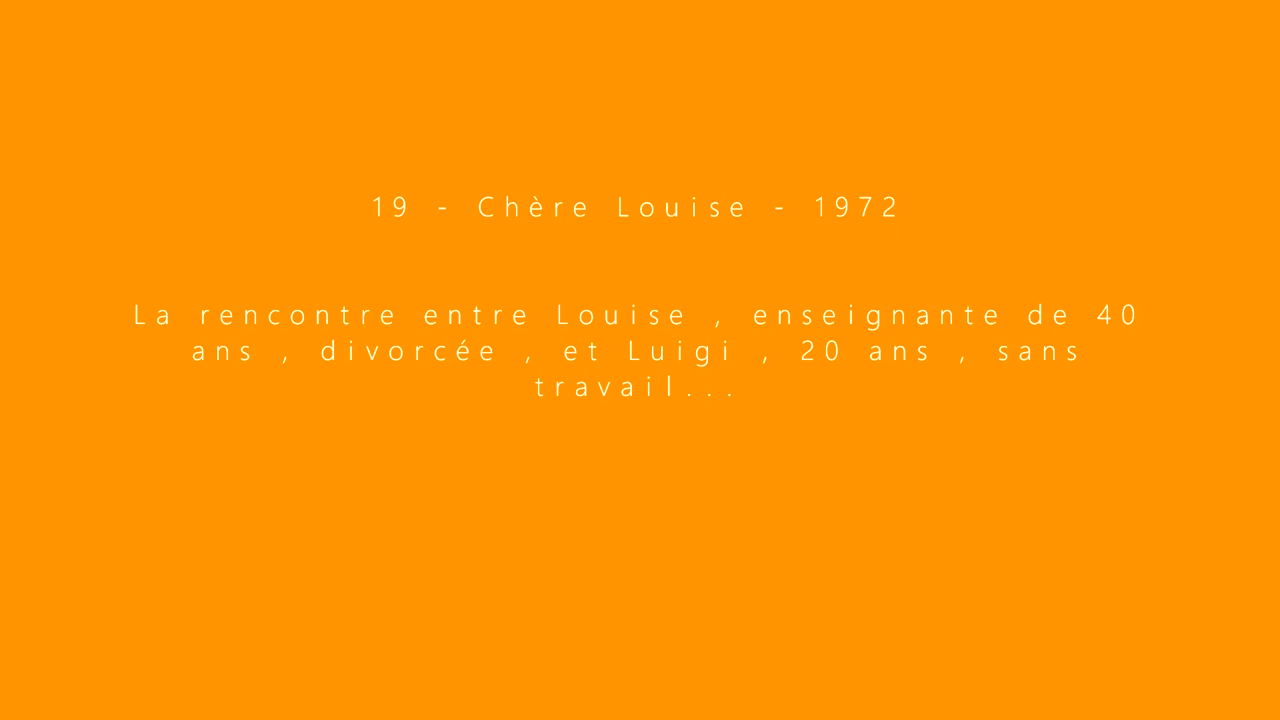 19 - Chère Louise - 1972
La rencontre entre Louise , enseignante de 40
ans , divorcée , et Luigi , 20 ans , sans
travail...